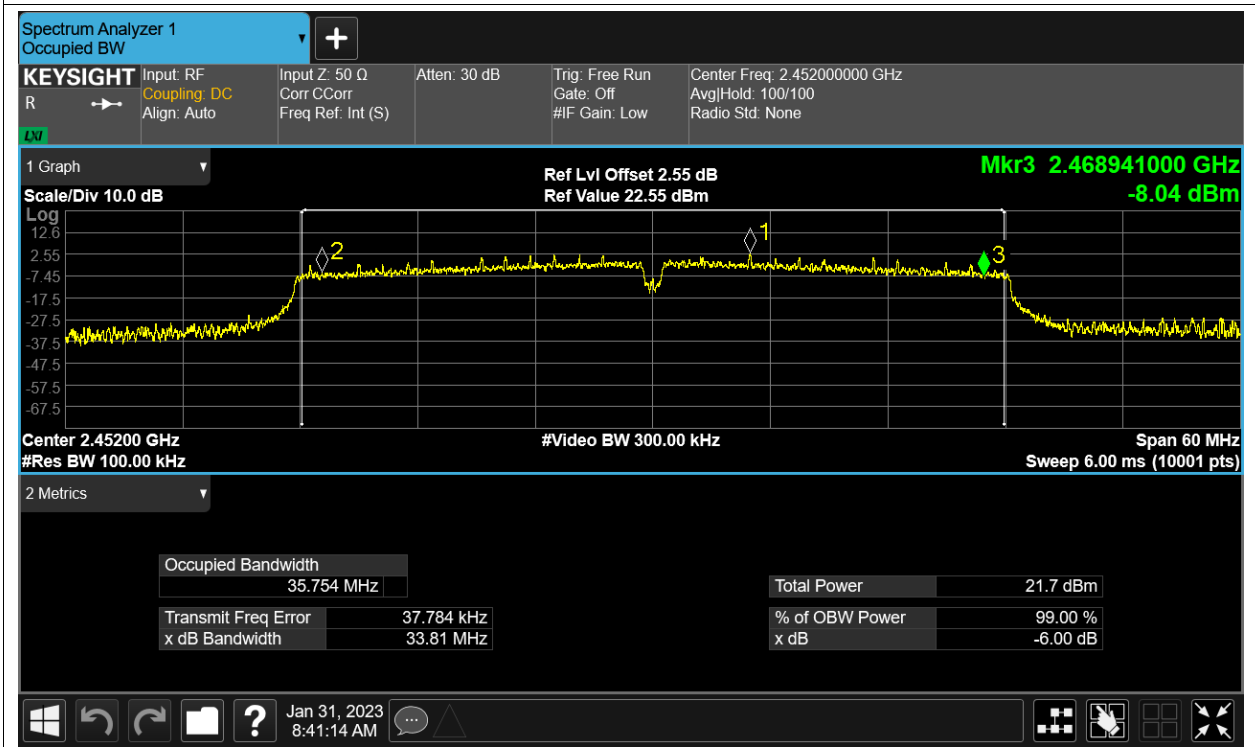 Spectrum Analyzer 1
Occupied BW
KEYSIGHT
R
LXI
Input: RF
Coupling: DC
Align: Auto
Input Z: 50 Ω
Corr CCorr
Freq Ref: Int (S)
Atten: 30 dB
Trig: Free Run
Gate: Off
#IF Gain: Low
Center Freq: 2.452000000 GHz
Avg|Hold: 100/100
Radio Std: None
1 Graph
Scale/Div 10.0 dB
Ref Lvl Offset 2.55 dB
Ref Value 22.55 dBm
Mkr3 2.468941000 GHz
-8.04 dBm
Log
12.6
2.55
-7.45
-17.5
-27.5
-37.5
-47.5
-57.5
-67.5
2
1
3
Center 2.45200 GHz
#Res BW 100.00 kHz
#Video BW 300.00 kHz
Span 60 MHz
Sweep 6.00 ms (10001 pts)
2 Metrics
Occupied Bandwidth
35.754 MHz
Transmit Freq Error 37.784 kHz
x dB Bandwidth 33.81 MHz
Total Power 21.7 dBm
% of OBW Power 99.00 %
x dB -6.00 dB
?
Jan 31, 2023
8:41:14 AM